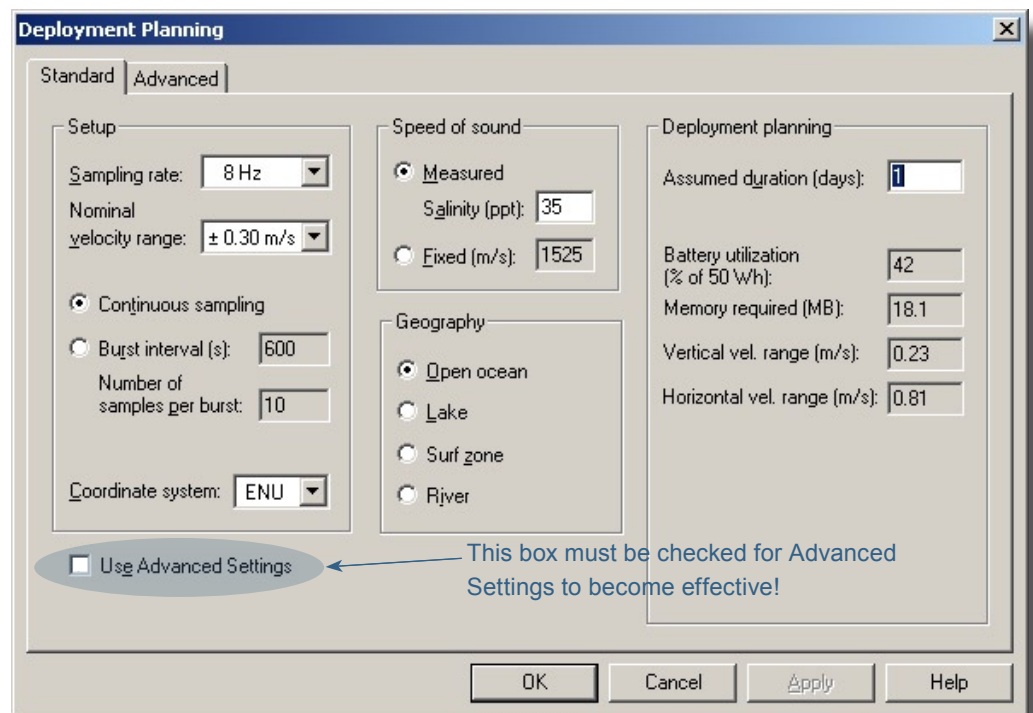 Deployment Planning
Standard
Advanced
Setup
Sampling rate: 8 Hz
Nominal
velocity range: ± 0.30 m/s
Continuous sampling
Burst interval (s): 600
Number of
samples per burst: 10
Coordinate system: ENU
Use Advanced Settings
Speed of sound
Measured
Salinity (ppt): 35
Fixed (m/s): 1525
Geography
Open ocean
Lake
Surf zone
River
Deployment planning
Assumed duration (days): 1
Battery utilization
(% of 50 Wh): 42
Memory required (MB): 18.1
Vertical vel. range (m/s): 0.23
Horizontal vel. range (m/s): 0.81
This box must be checked for Advanced
Settings to become effective!
OK
Cancel
Apply
Help